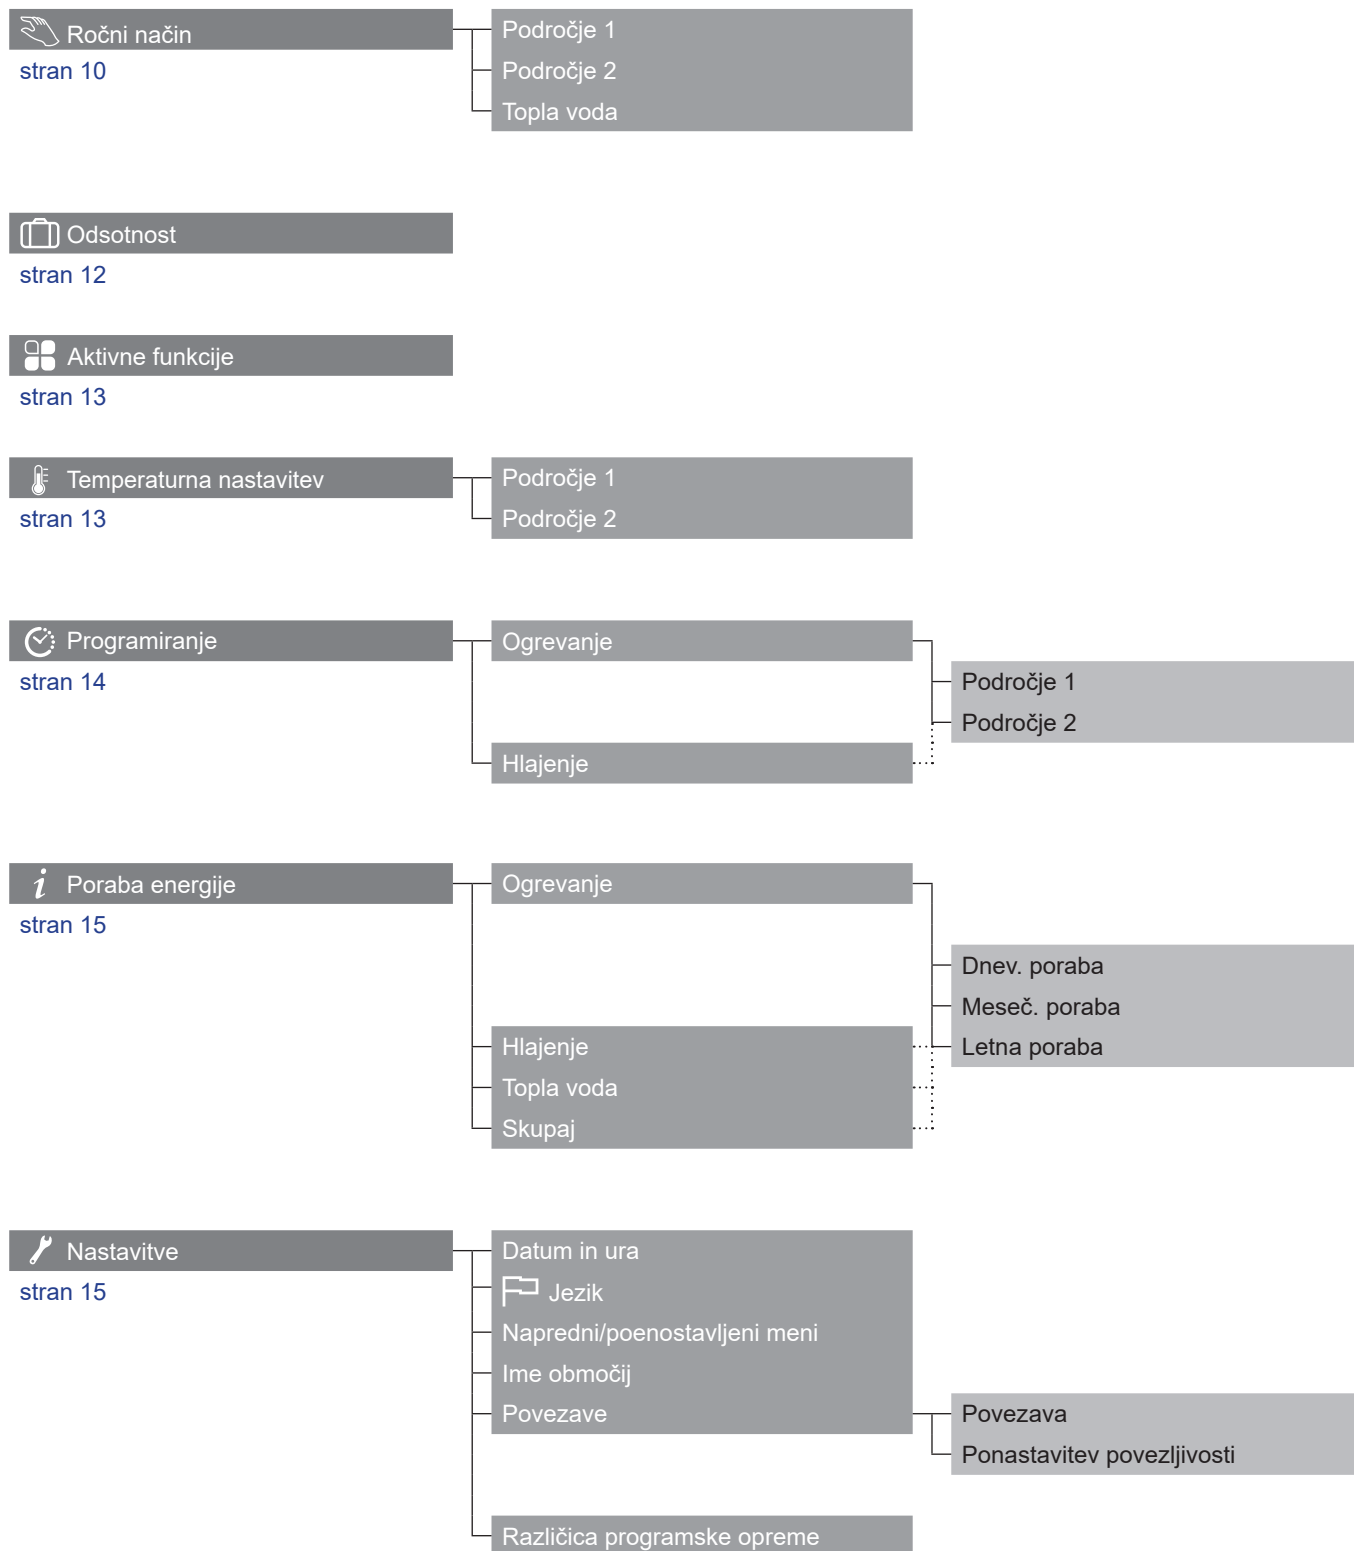 Ročni način
stran 10
Področje 1
Področje 2
Topla voda
Odsotnost
stran 12
Aktivne funkcije
stran 13
Temperaturna nastavitev
stran 13
Področje 1
Področje 2
Programiranje
stran 14
Ogrevanje
Področje 1
Področje 2
Hlajenje
Poraba energije
stran 15
Ogrevanje
Dnev. poraba
Meseč. poraba
Letna poraba
Hlajenje
Topla voda
Skupaj
Nastavitve
stran 15
Datum in ura
Jezik
Napredni/poenostavljeni meni
Ime območij
Povezave
Povezava
Ponastavitev povezljivosti
Različica programske opreme